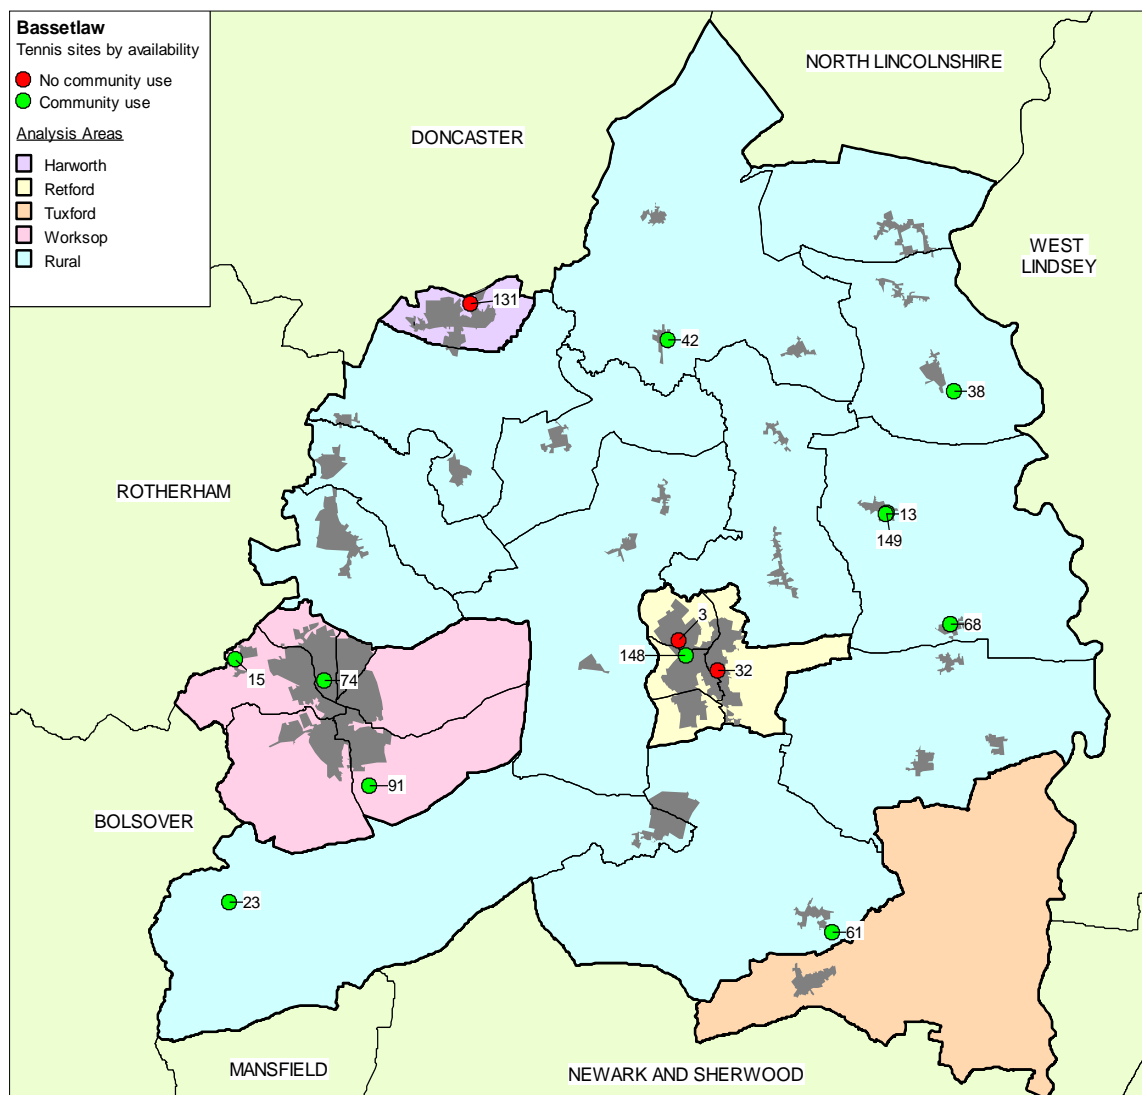 Bassetlaw
Tennis sites by availability
No community use
Community use
Analysis Areas
Harworth
Retford
Tuxford
Worksop
Rural
NORTH LINCOLNSHIRE
DONCASTER
WEST
LINDSEY
131
42
38
ROTHERHAM
13
149
3
68
148
32
15
74
91
BOLSOVER
23
61
MANSFIELD
NEWARK AND SHERWOOD